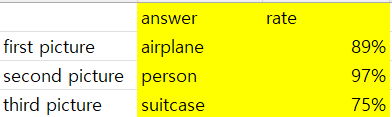 answer rate
first picture airplane 89%
second picture person 97%
third picture suitcase 75%